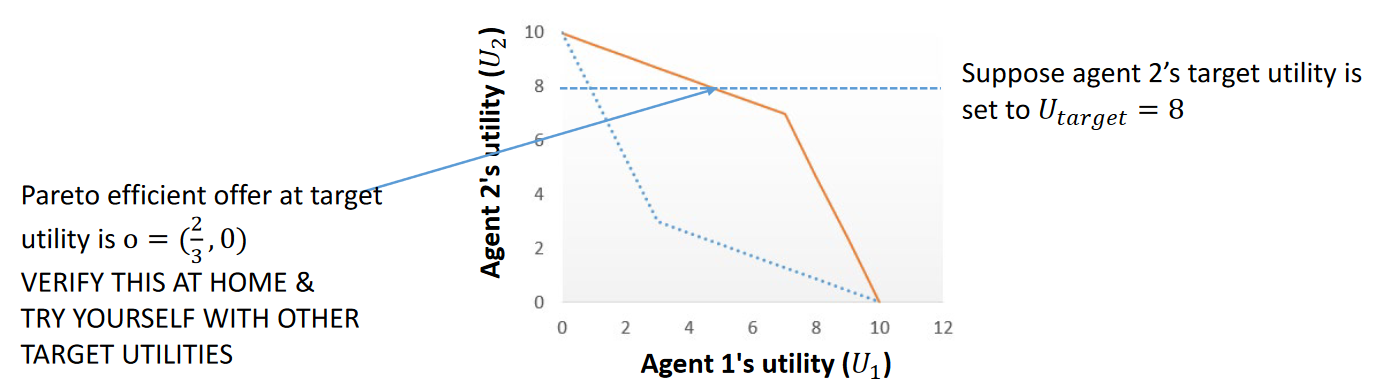 Pareto efficient offer at target
utility is o = (2/3, 0)
VERIFY THIS AT HOME &
TRY YOURSELF WITH OTHER
TARGET UTILITIES
Agent 2's utility (U₂)
10
8
6
4
2
0
0 2 4 6 8 10 12
Agent 1's utility (U₁)
Suppose agent 2’s target utility is
set to U_target = 8